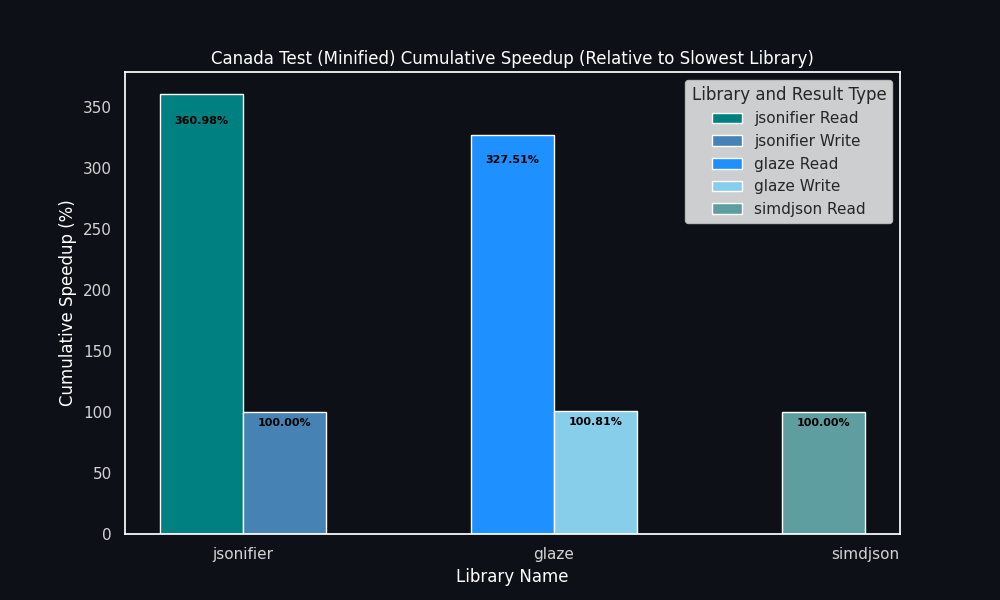 Canada Test (Minified) Cumulative Speedup (Relative to Slowest Library)
Cumulative Speedup (%)
350
300
250
200
150
100
50
0
360.98%
100.00%
327.51%
100.81%
100.00%
Library and Result Type
jsonifier Read
jsonifier Write
glaze Read
glaze Write
simdjson Read
jsonifier
glaze
simdjson
Library Name